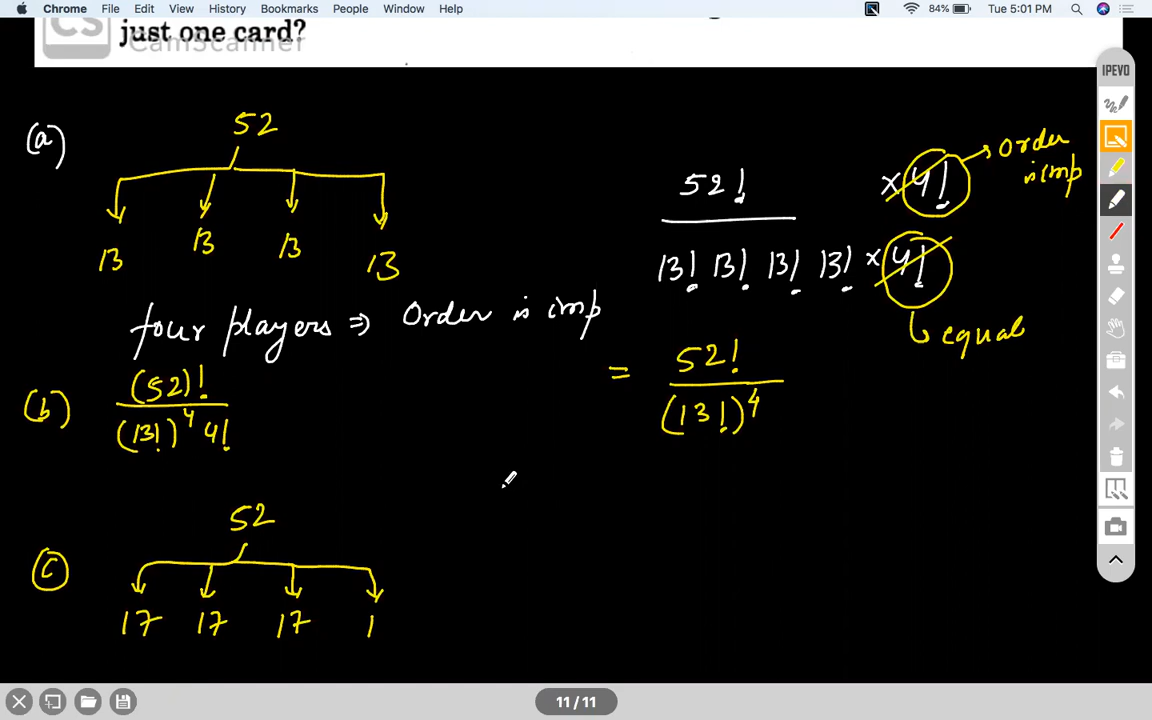 Chrome File Edit View History Bookmarks People Window Help 84% Tue 5:01 PM
CS
just one card?
CamScanner
IPEVO
(a) 52
13 13 13 13
52! × 4! → Order is imp
13! 13! 13! 13! × 4!
equal
four players ⇒ Order is imp
= 52! / (13!)^4
(b) (52)! / (13!)^4 4!
(c) 52
17 17 17 1
11 / 11